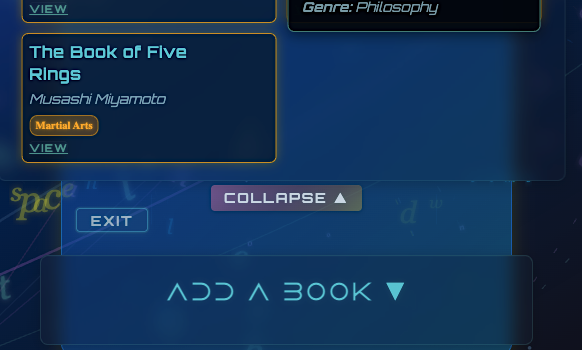 VIEW
Genre: Philosophy
The Book of Five
Rings
Musashi Miyamoto
Martial Arts
VIEW
COLLAPSE ▲
EXIT
ADD A BOOK ▼